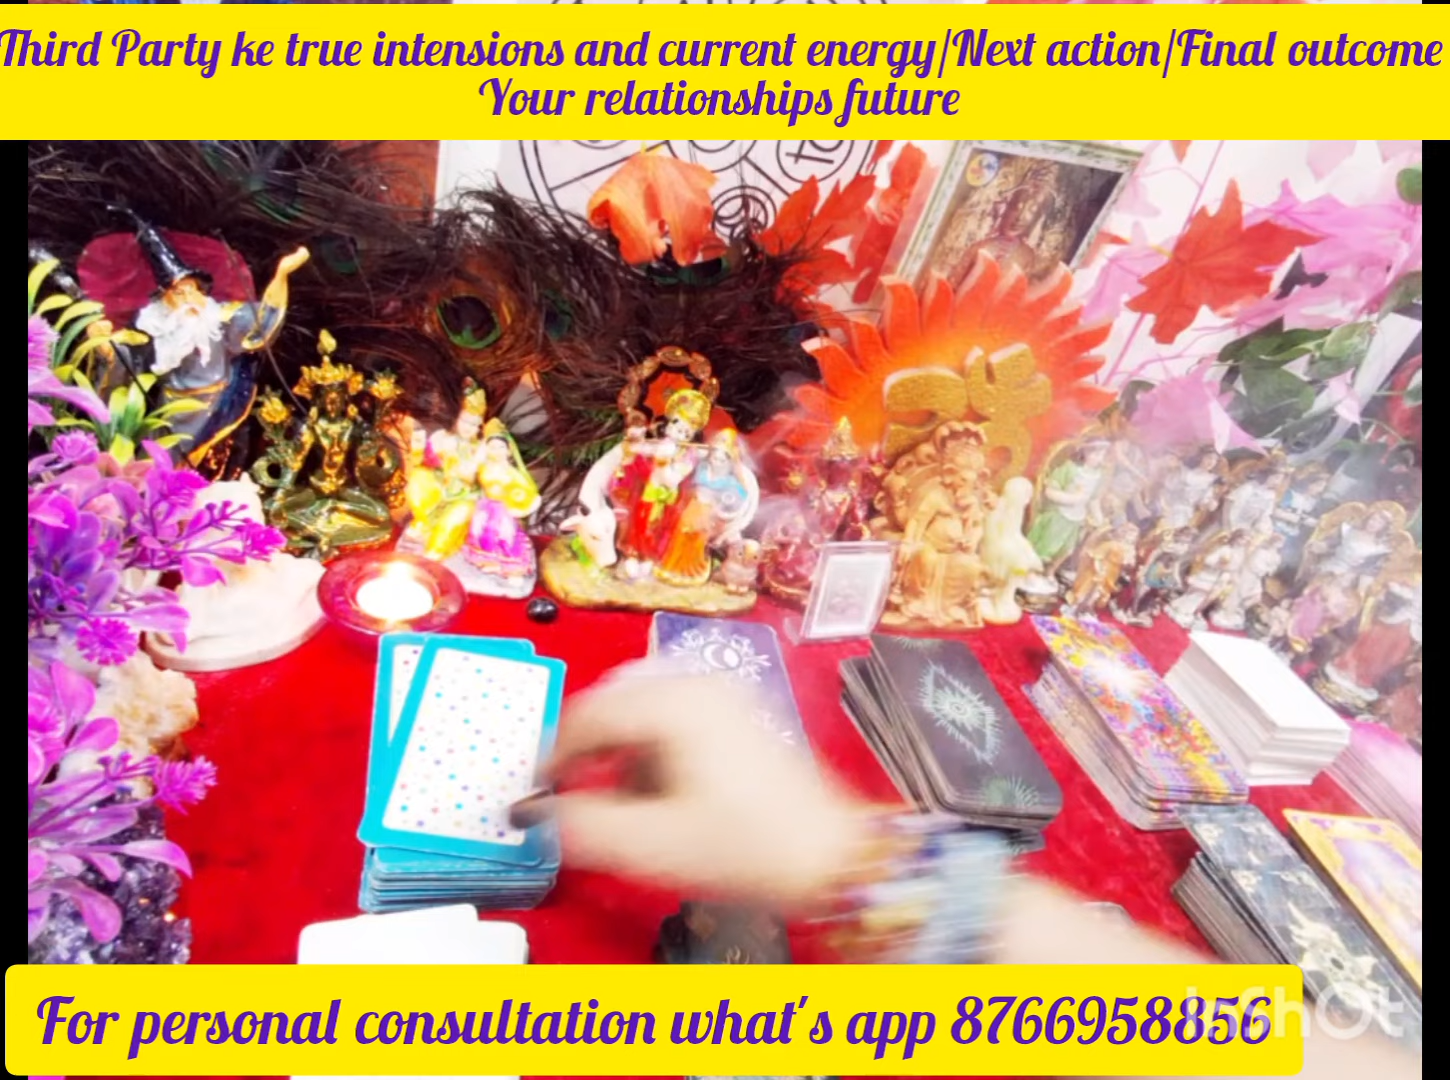 Third Party ke true intensions and current energy/Next action/Final outcome
Your relationships future
ॐ
For personal consultation what's app 8766958856
InShOt